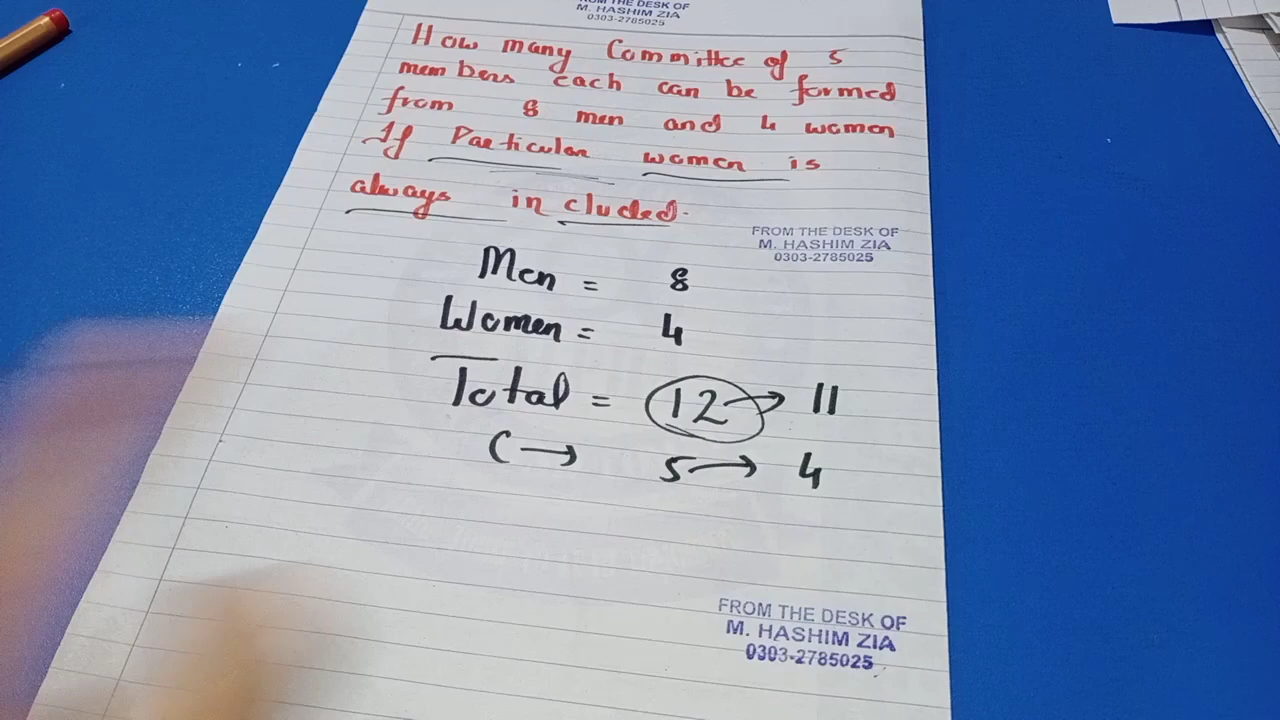 FROM THE DESK OF
M. HASHIM ZIA
0303-2785025
How many Committee of 5
members each can be formed
from 8 men and 4 women
If Particular women is
always in cluded.
FROM THE DESK OF
M. HASHIM ZIA
0303-2785025
Men = 8
Women = 4
Total = 12 → 11
C → 5 → 4
FROM THE DESK OF
M. HASHIM ZIA
0303-2785025